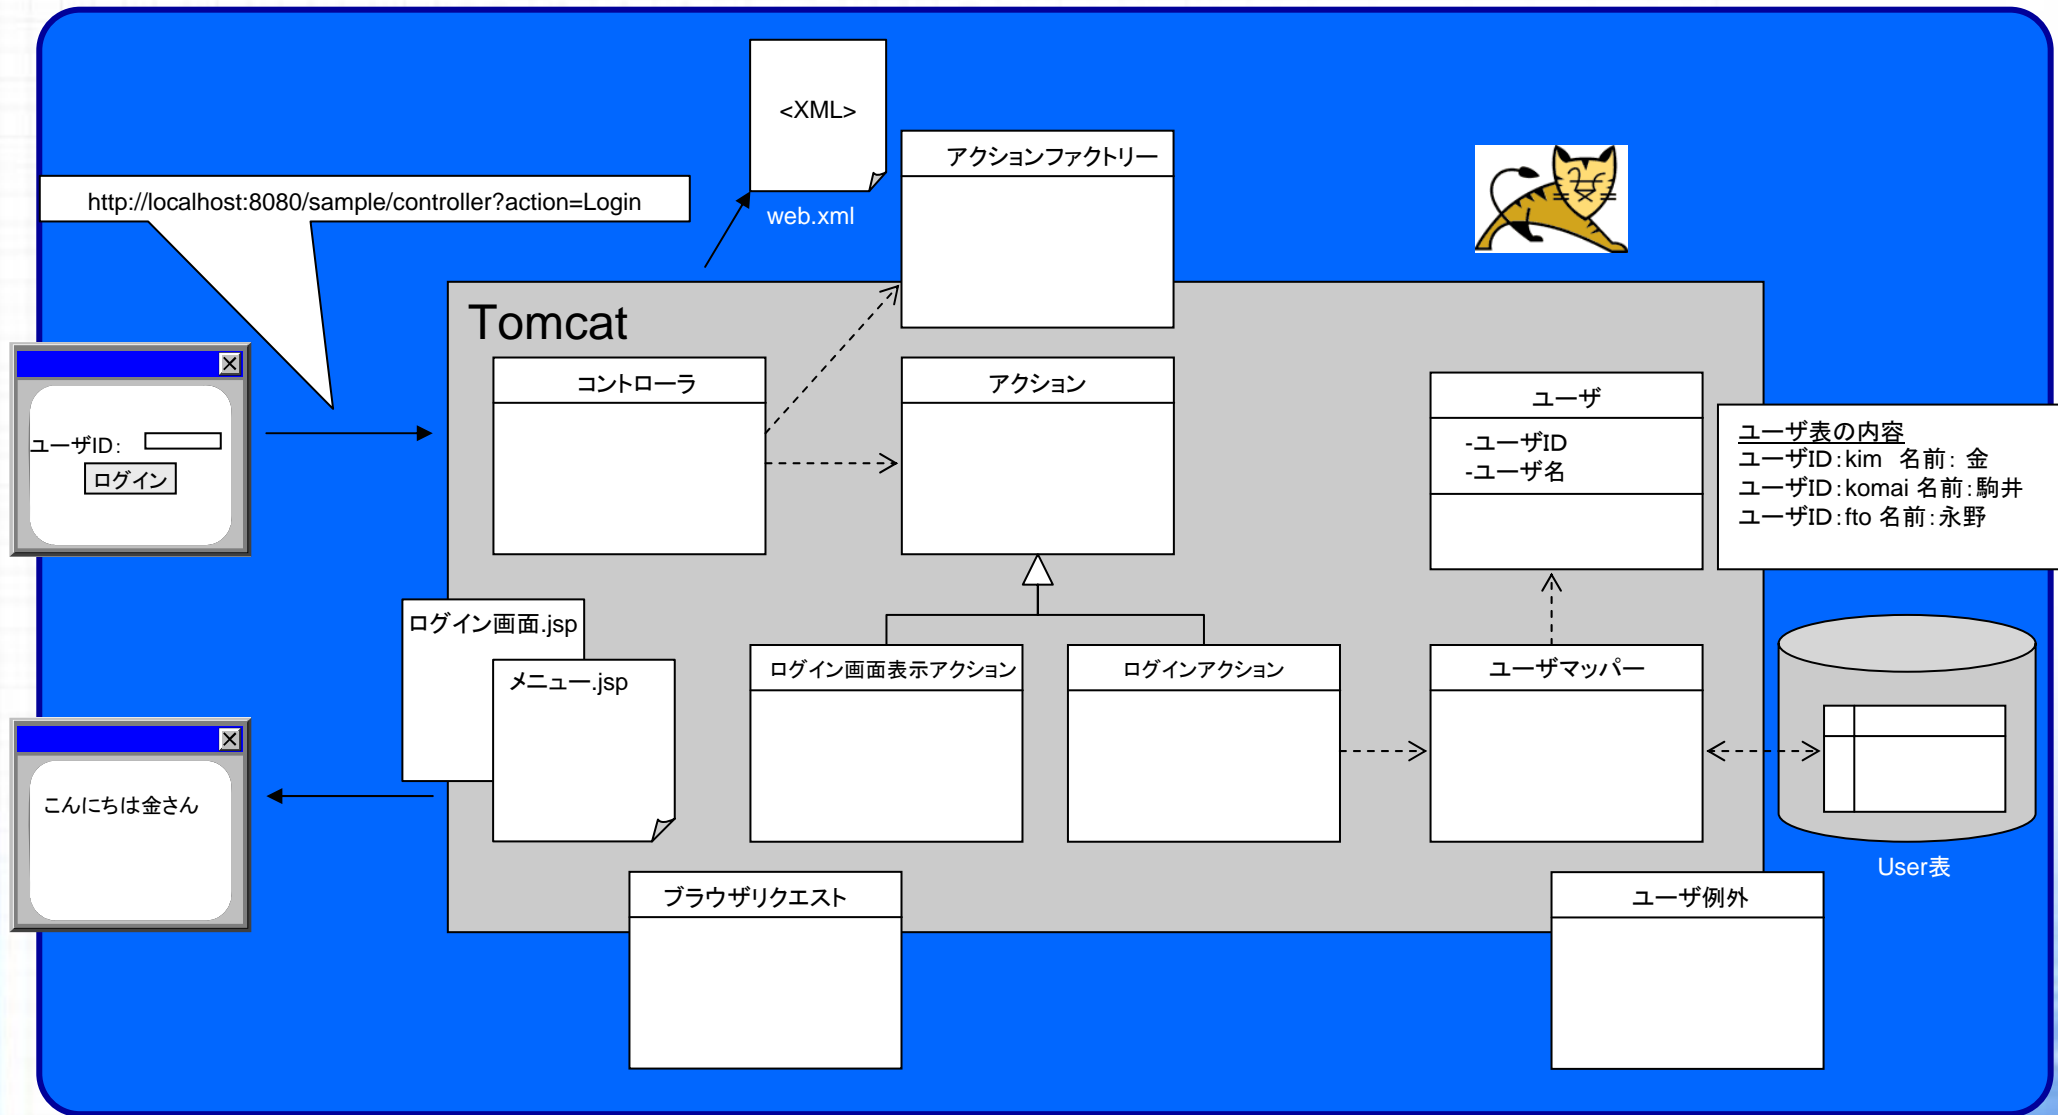 <XML>
web.xml
アクションファクトリー
http://localhost:8080/sample/controller?action=Login
Tomcat
コントローラ
アクション
ユーザ
-ユーザID
-ユーザ名
ユーザ表の内容
ユーザID：kim 名前： 金
ユーザID：komai 名前：駒井
ユーザID：fto 名前：永野
ユーザID：
ログイン
ログイン画面.jsp
メニュー.jsp
ログイン画面表示アクション
ログインアクション
ユーザマッパー
こんにちは金さん
User表
ブラウザリクエスト
ユーザ例外